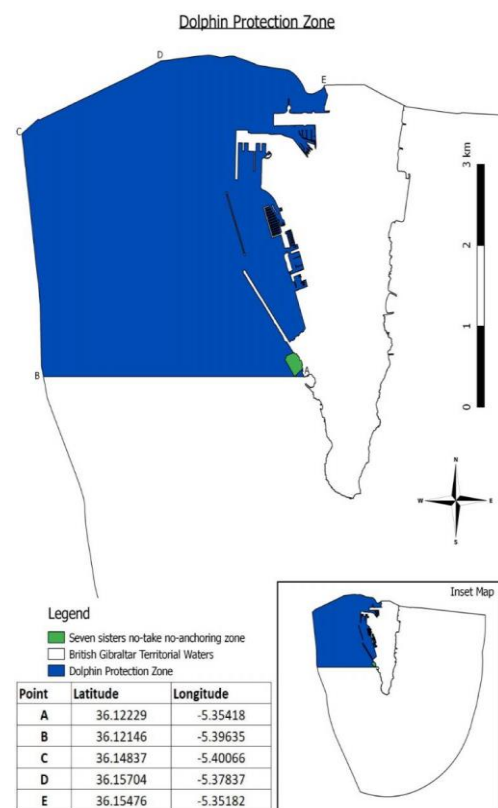 Dolphin Protection Zone
D
E
C
3 km
2
1
0
B
A
N
W E
S
Inset Map
Legend
Seven sisters no-take no-anchoring zone
British Gibraltar Territorial Waters
Dolphin Protection Zone
Point Latitude Longitude
A 36.12229 -5.35418
B 36.12146 -5.39635
C 36.14837 -5.40066
D 36.15704 -5.37837
E 36.15476 -5.35182